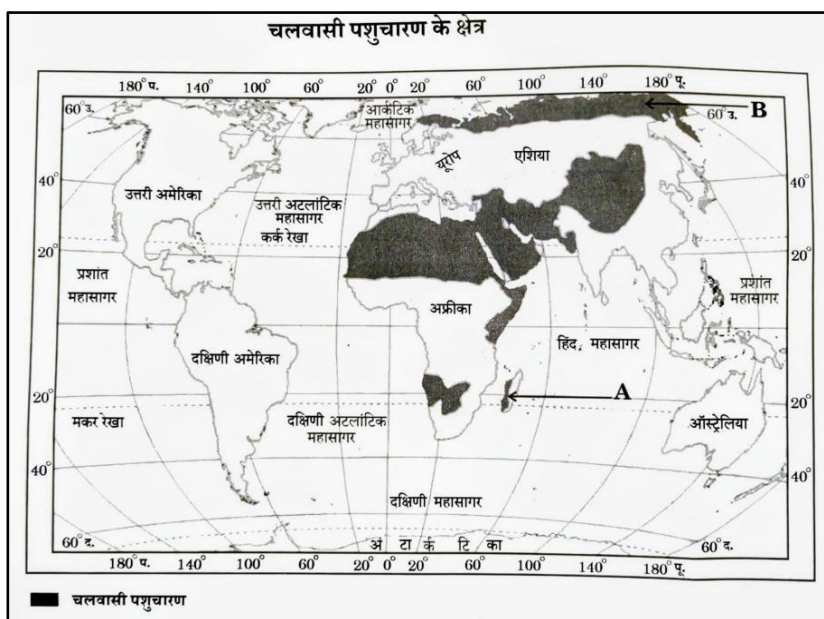 चलवासी पशुचारण के क्षेत्र
180° प. 140° 100° 60° 20° 0° 20° 60° 100° 140° 180° पू.
60° उ.
आर्कटिक
महासागर
60° उ.
B
यूरोप
एशिया
40°
40°
उत्तरी अमेरिका
उत्तरी अटलांटिक
महासागर
कर्क रेखा
20°
20°
प्रशांत
महासागर
प्रशांत
महासागर
अफ्रीका
हिंद महासागर
दक्षिणी अमेरिका
A
20°
20°
मकर रेखा
दक्षिणी अटलांटिक
महासागर
ऑस्ट्रेलिया
40°
40°
दक्षिणी महासागर
60° द.
60° द.
अंटार्कटिका
180° प. 140° 100° 60° 20° 0° 20° 60° 100° 140° 180° पू.
चलवासी पशुचारण